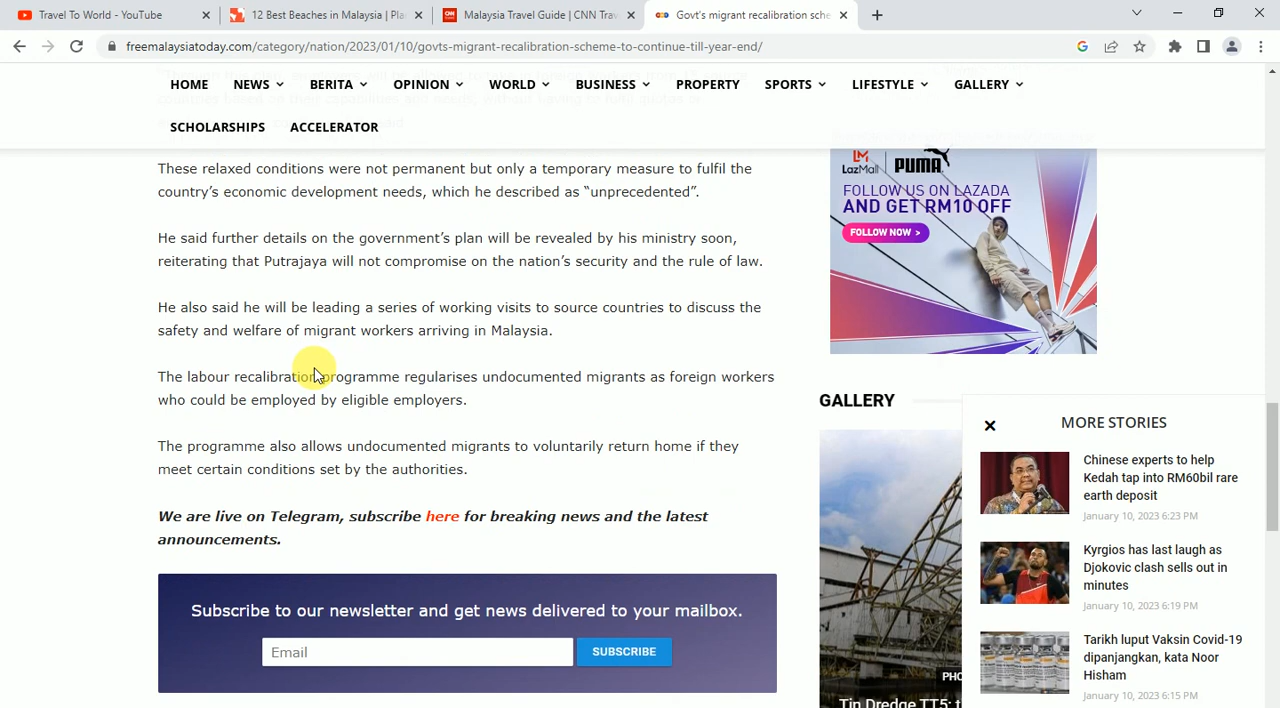 Travel To World - YouTube
12 Best Beaches in Malaysia | Pla
Malaysia Travel Guide | CNN Trav
Govt's migrant recalibration sche
freemalaysiatoday.com/category/nation/2023/01/10/govts-migrant-recalibration-scheme-to-continue-till-year-end/
HOME NEWS BERITA OPINION WORLD BUSINESS PROPERTY SPORTS LIFESTYLE GALLERY
SCHOLARSHIPS ACCELERATOR
These relaxed conditions were not permanent but only a temporary measure to fulfil the
country’s economic development needs, which he described as “unprecedented”.
He said further details on the government’s plan will be revealed by his ministry soon,
reiterating that Putrajaya will not compromise on the nation’s security and the rule of law.
He also said he will be leading a series of working visits to source countries to discuss the
safety and welfare of migrant workers arriving in Malaysia.
The labour recalibration programme regularises undocumented migrants as foreign workers
who could be employed by eligible employers.
The programme also allows undocumented migrants to voluntarily return home if they
meet certain conditions set by the authorities.
We are live on Telegram, subscribe here for breaking news and the latest
announcements.
Subscribe to our newsletter and get news delivered to your mailbox.
Email
SUBSCRIBE
LM
LazMall
PUMA
FOLLOW US ON LAZADA
AND GET RM10 OFF
FOLLOW NOW >
GALLERY
Tin Dredge TT5: t
MORE STORIES
Chinese experts to help
Kedah tap into RM60bil rare
earth deposit
January 10, 2023 6:23 PM
Kyrgios has last laugh as
Djokovic clash sells out in
minutes
January 10, 2023 6:19 PM
Tarikh luput Vaksin Covid-19
dipanjangkan, kata Noor
Hisham
January 10, 2023 6:15 PM